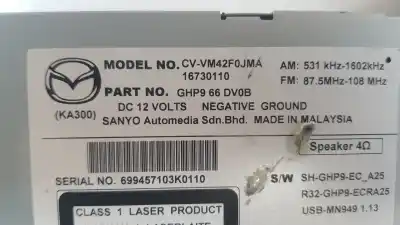 MODEL NO. CV-VM42F0JMA AM: 531 kHz-1602kHz
16730110 FM: 87.5MHz-108 MHz
PART NO. GHP9 66 DV0B
DC 12 VOLTS NEGATIVE GROUND
(KA300) SANYO Automedia Sdn.Bhd. MADE IN MALAYSIA
Speaker 4Ω
SERIAL NO. 699457103K0110
S/W SH-GHP9-EC_A25
R32-GHP9-ECRA25
USB-MN949 1.13
CLASS 1 LASER PRODUCT